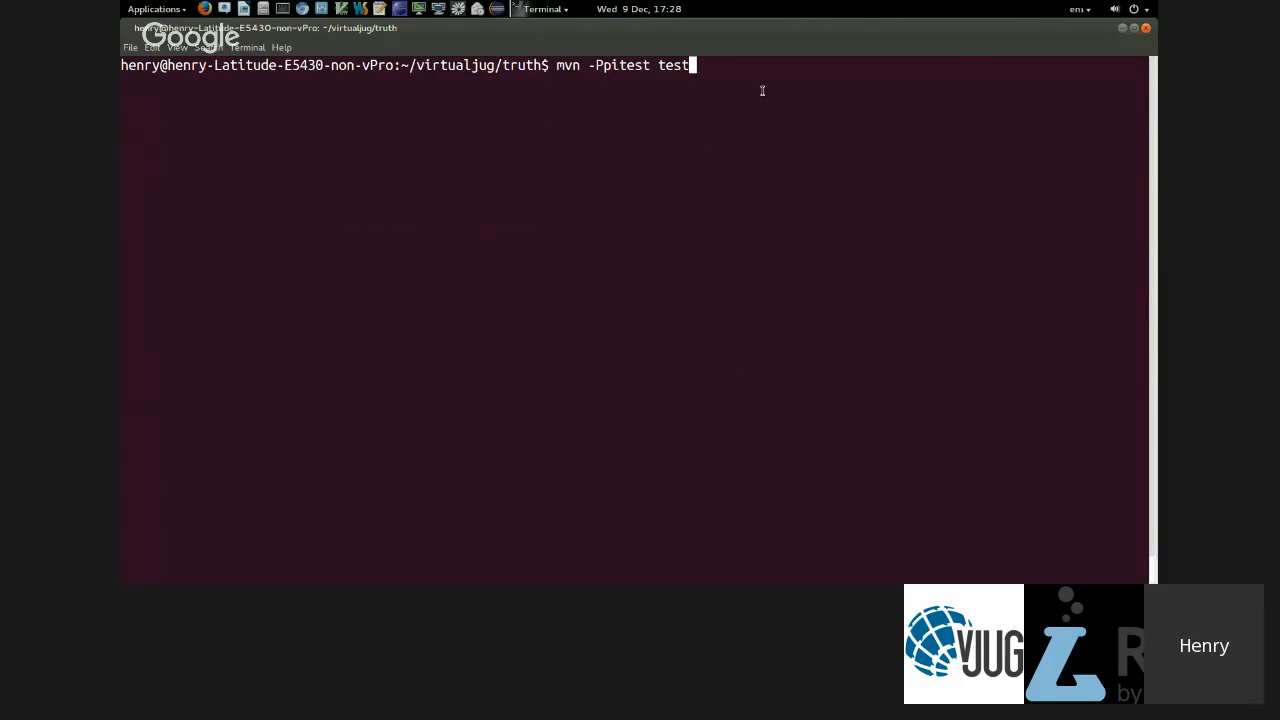 Applications Terminal Wed 9 Dec, 17:28 en
henry@henry-Latitude-E5430-non-vPro: ~/virtualjug/truth
Google
File Edit View Search Terminal Help
henry@henry-Latitude-E5430-non-vPro:~/virtualjug/truth$ mvn -Ppitest test
vJUG
R
by
Henry